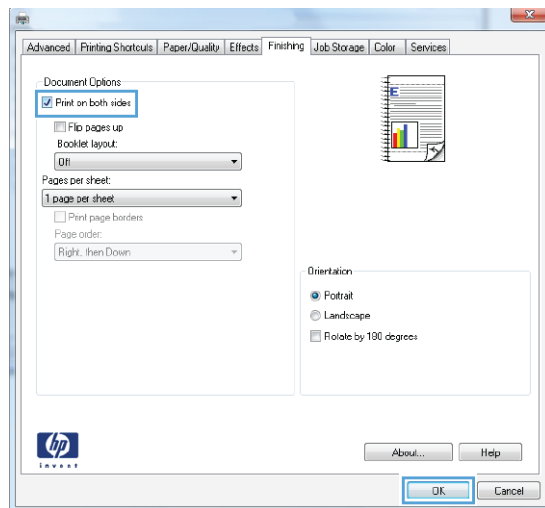 Advanced Printing Shortcuts Paper/Quality Effects Finishing Job Storage Color Services
Document Options
Print on both sides
Flip pages up
Booklet layout:
Off
Pages per sheet:
1 page per sheet
Print page borders
Page order:
Right, then Down
E
Orientation
Portrait
Landscape
Rotate by 180 degrees
hp
invent
About... Help
OK Cancel